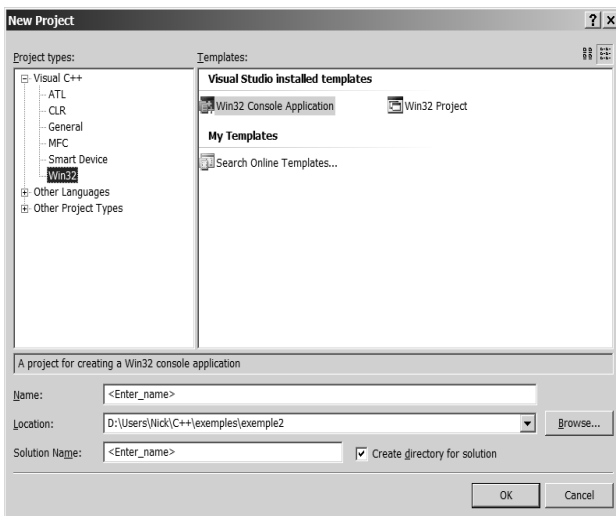 New Project
Project types:
Templates:
Visual C++
ATL
CLR
General
MFC
Smart Device
Win32
Other Languages
Other Project Types
Visual Studio installed templates
Win32 Console Application
Win32 Project
My Templates
Search Online Templates...
A project for creating a Win32 console application
Name:
<Enter_name>
Location:
D:\Users\Nick\C++\exemples\exemple2
Browse...
Solution Name:
<Enter_name>
Create directory for solution
OK
Cancel